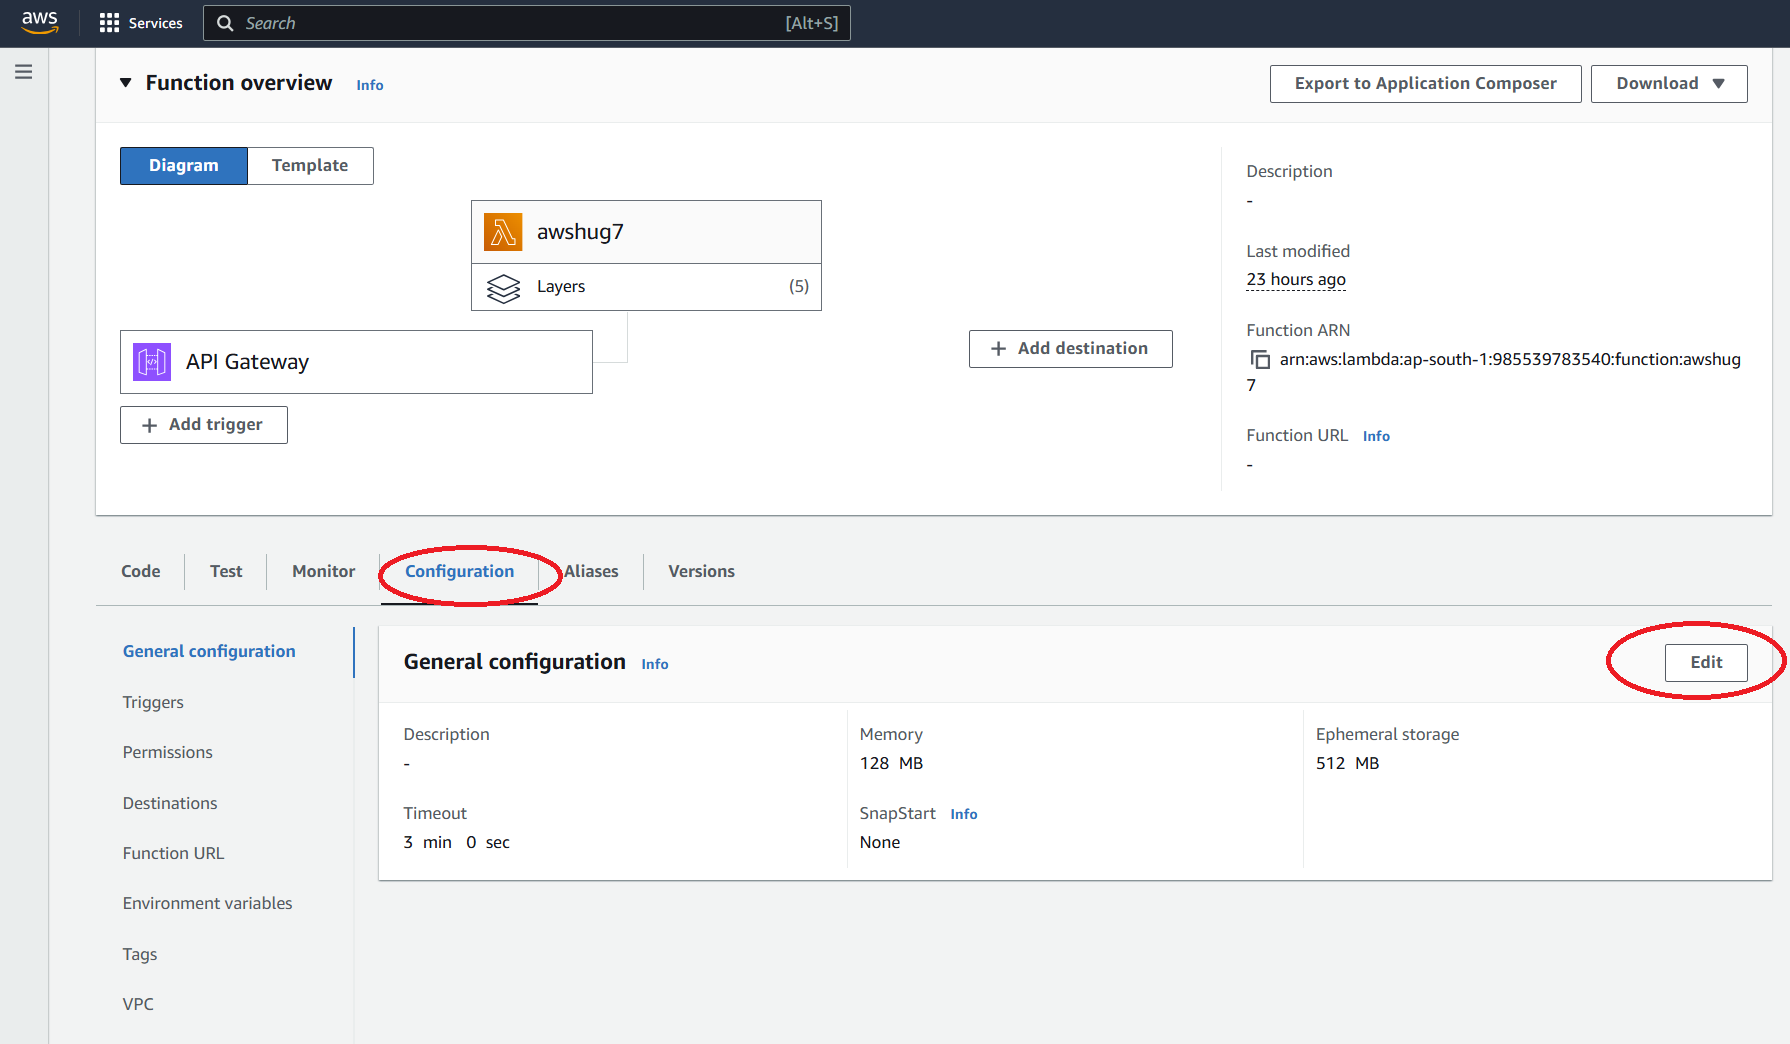 aws Services Search [Alt+S]
Function overview Info
Export to Application Composer Download
Diagram Template
awshug7
Layers (5)
API Gateway
Add trigger
Add destination
Description
-
Last modified
23 hours ago
Function ARN
arn:aws:lambda:ap-south-1:985539783540:function:awshug
7
Function URL Info
-
Code Test Monitor Configuration Aliases Versions
General configuration
Triggers
Permissions
Destinations
Function URL
Environment variables
Tags
VPC
General configuration Info
Edit
Description
-
Memory
128 MB
Ephemeral storage
512 MB
Timeout
3 min 0 sec
SnapStart Info
None